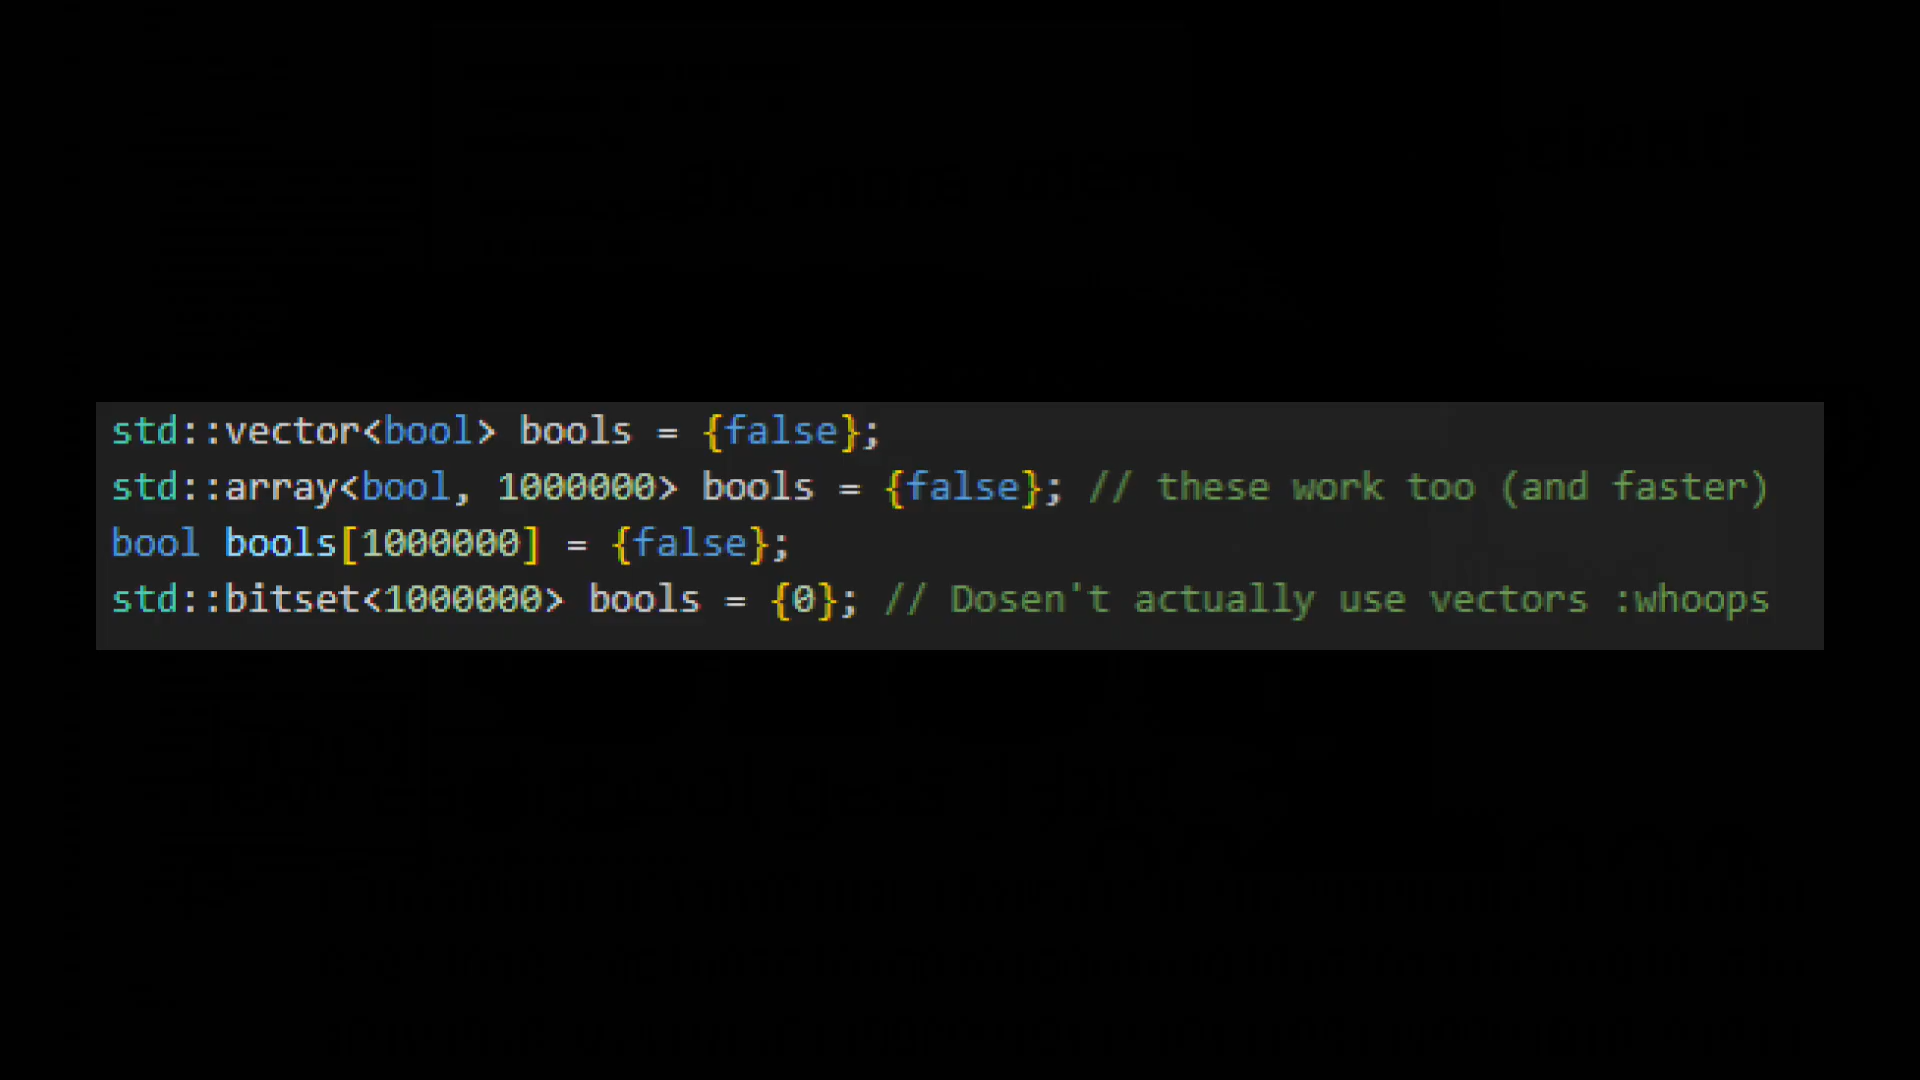 std::vector<bool> bools = {false};
std::array<bool, 1000000> bools = {false}; // these work too (and faster)
bool bools[1000000] = {false};
std::bitset<1000000> bools = {0}; // Dosen't actually use vectors :whoops